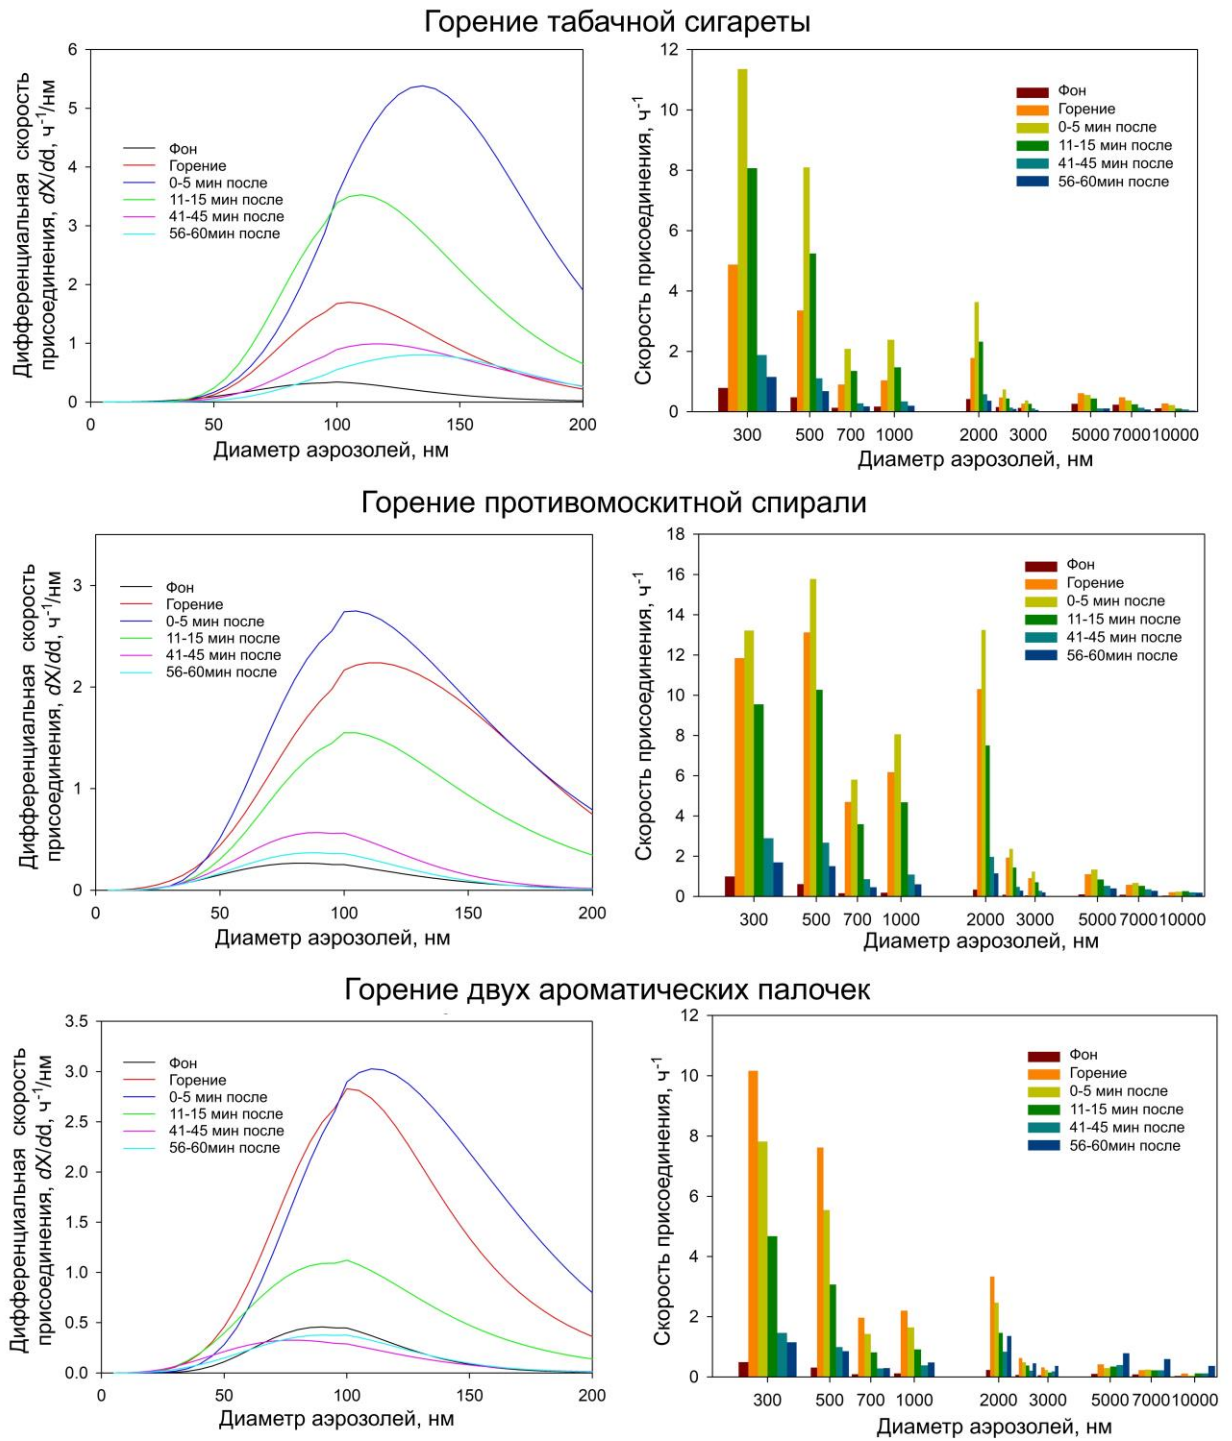 Горение табачной сигареты
Дифференциальная скорость
присоединения, dX/dd, ч⁻¹/нм
6
5
4
3
2
1
0
Фон
Горение
0-5 мин после
11-15 мин после
41-45 мин после
56-60мин после
0 50 100 150 200
Диаметр аэрозолей, нм
Скорость присоединения, ч⁻¹
12
10
8
6
4
2
0
Фон
Горение
0-5 мин после
11-15 мин после
41-45 мин после
56-60мин после
300 500 700 1000 2000 3000 5000 7000 10000
Диаметр аэрозолей, нм
Горение противомоскитной спирали
Дифференциальная скорость
присоединения, dX/dd, ч⁻¹/нм
3
2
1
0
Фон
Горение
0-5 мин после
11-15 мин после
41-45 мин после
56-60мин после
0 50 100 150 200
Диаметр аэрозолей, нм
Скорость присоединения, ч⁻¹
18
16
14
12
10
8
6
4
2
0
Фон
Горение
0-5 мин после
11-15 мин после
41-45 мин после
56-60мин после
300 500 700 1000 2000 3000 5000 7000 10000
Диаметр аэрозолей, нм
Горение двух ароматических палочек
Дифференциальная скорость
присоединения, dX/dd, ч⁻¹/нм
3.5
3.0
2.5
2.0
1.5
1.0
0.5
0.0
Фон
Горение
0-5 мин после
11-15 мин после
41-45 мин после
56-60мин после
0 50 100 150 200
Диаметр аэрозолей, нм
Скорость присоединения, ч⁻¹
12
10
8
6
4
2
0
Фон
Горение
0-5 мин после
11-15 мин после
41-45 мин после
56-60мин после
300 500 700 1000 2000 3000 5000 7000 10000
Диаметр аэрозолей, нм